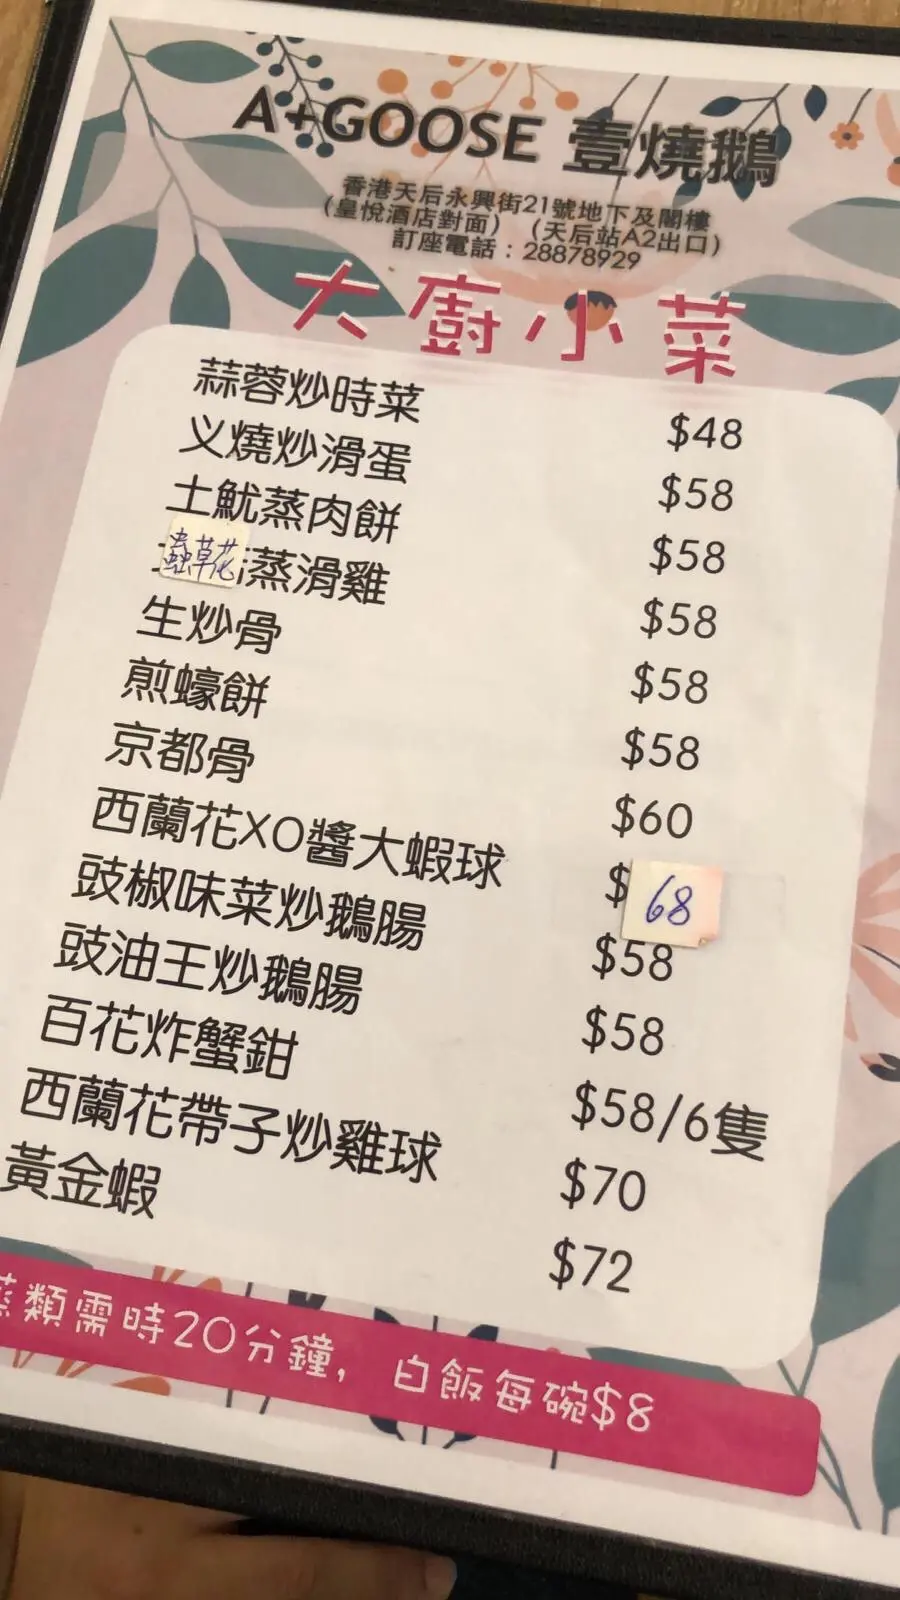 A+GOOSE 壹燒鵝
香港天后永興街21號地下及閣樓
(皇悅酒店對面) (天后站A2出口)
訂座電話：28878929
大廚小菜
蒜蓉炒時菜 $48
义燒炒滑蛋 $58
土魷蒸肉餅 $58
蟲草花蒸滑雞 $58
生炒骨 $58
煎蠔餅 $58
京都骨 $60
西蘭花XO醬大蝦球 $68
豉椒味菜炒鵝腸 $58
豉油王炒鵝腸 $58
百花炸蟹鉗 $58/6隻
西蘭花帶子炒雞球 $70
黃金蝦 $72
蒸類需時20分鐘，白飯每碗$8